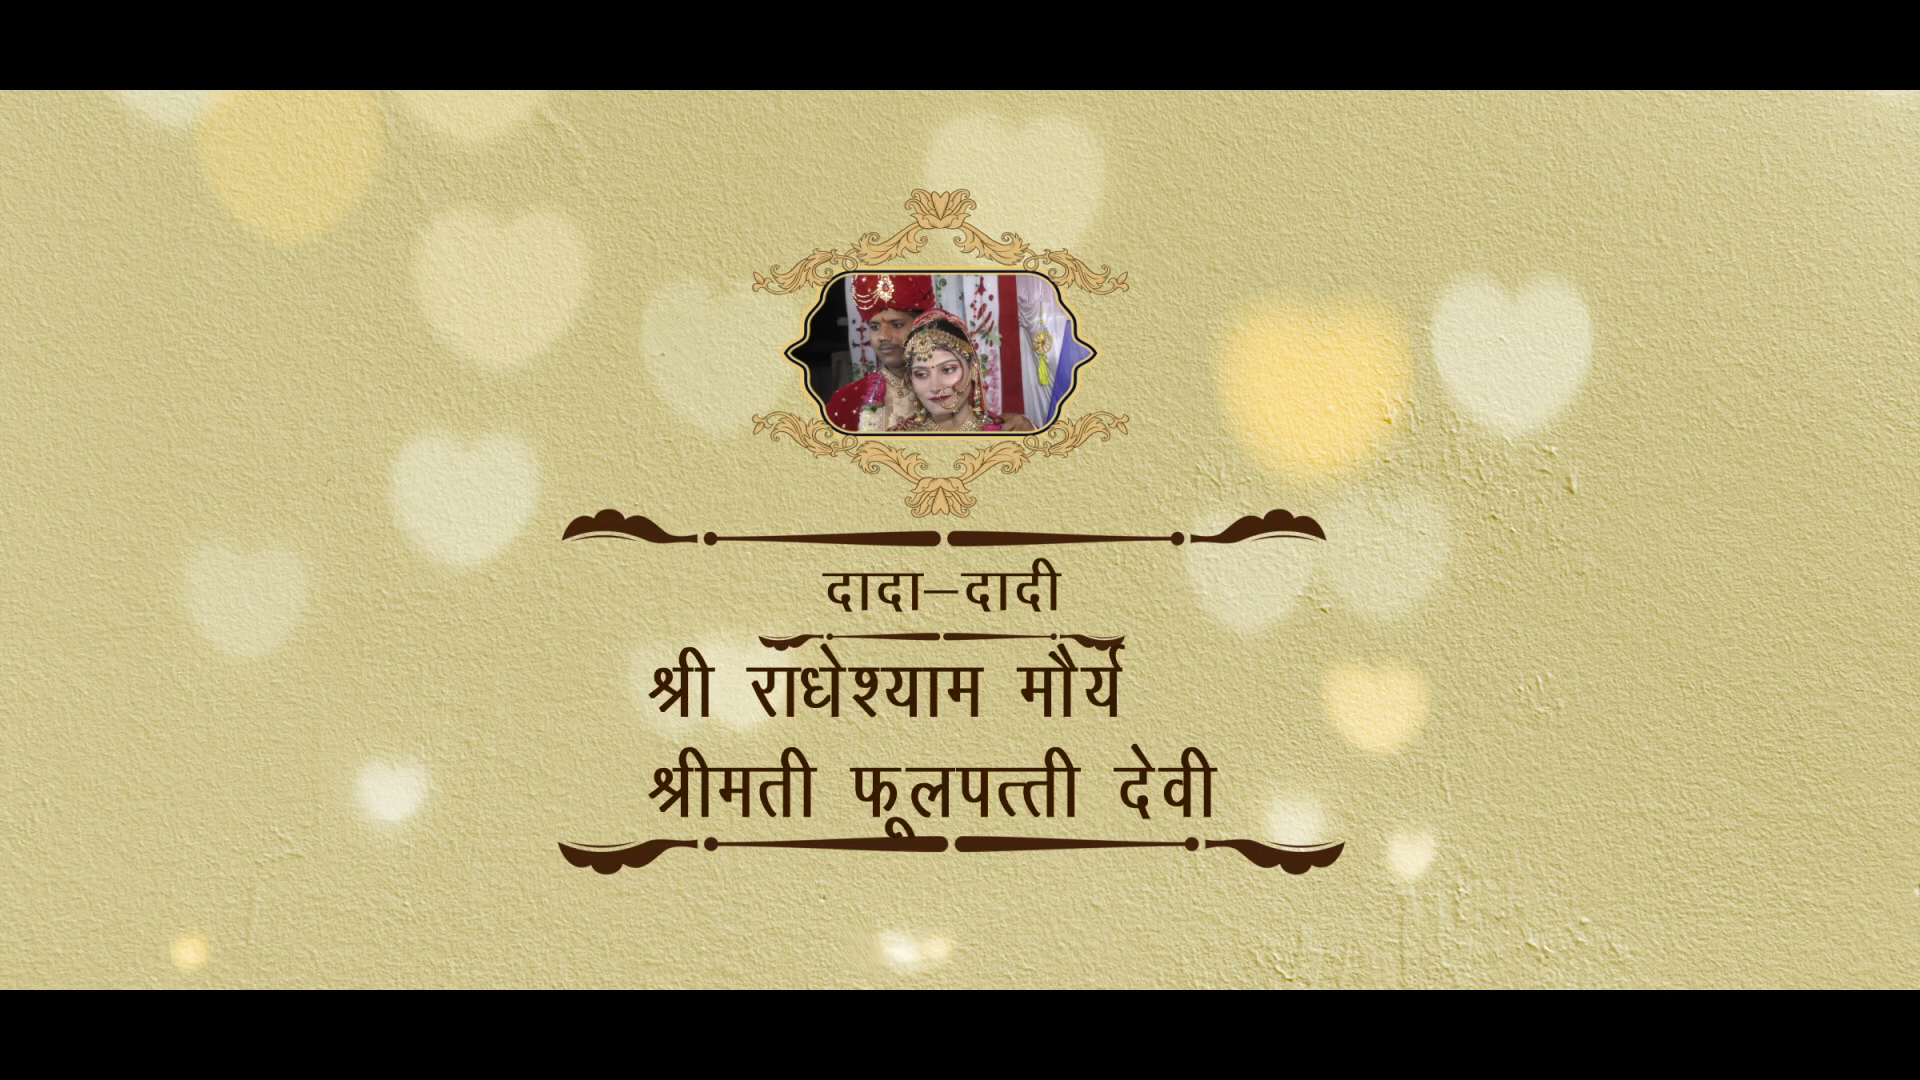 दादा–दादी
श्री राधेश्याम मौर्य
श्रीमती फूलपत्ती देवी